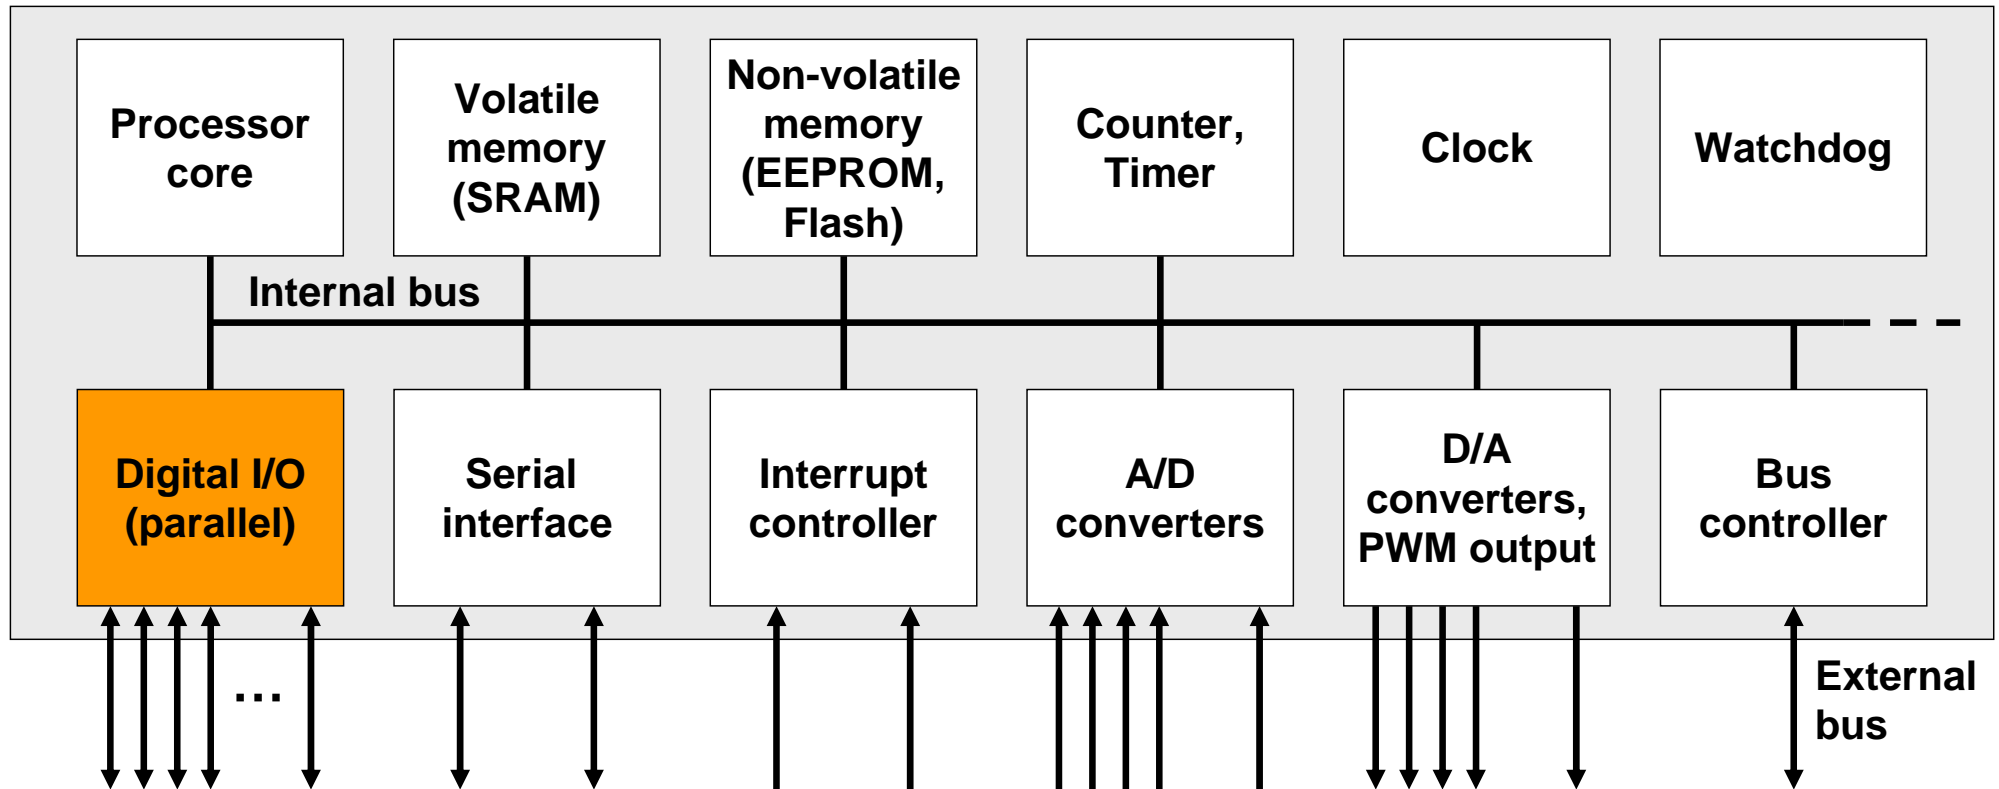 Processor
core
Volatile
memory
(SRAM)
Non-volatile
memory
(EEPROM,
Flash)
Counter,
Timer
Clock
Watchdog
Internal bus
Digital I/O
(parallel)
Serial
interface
Interrupt
controller
A/D
converters
D/A
converters,
PWM output
Bus
controller
...
External
bus